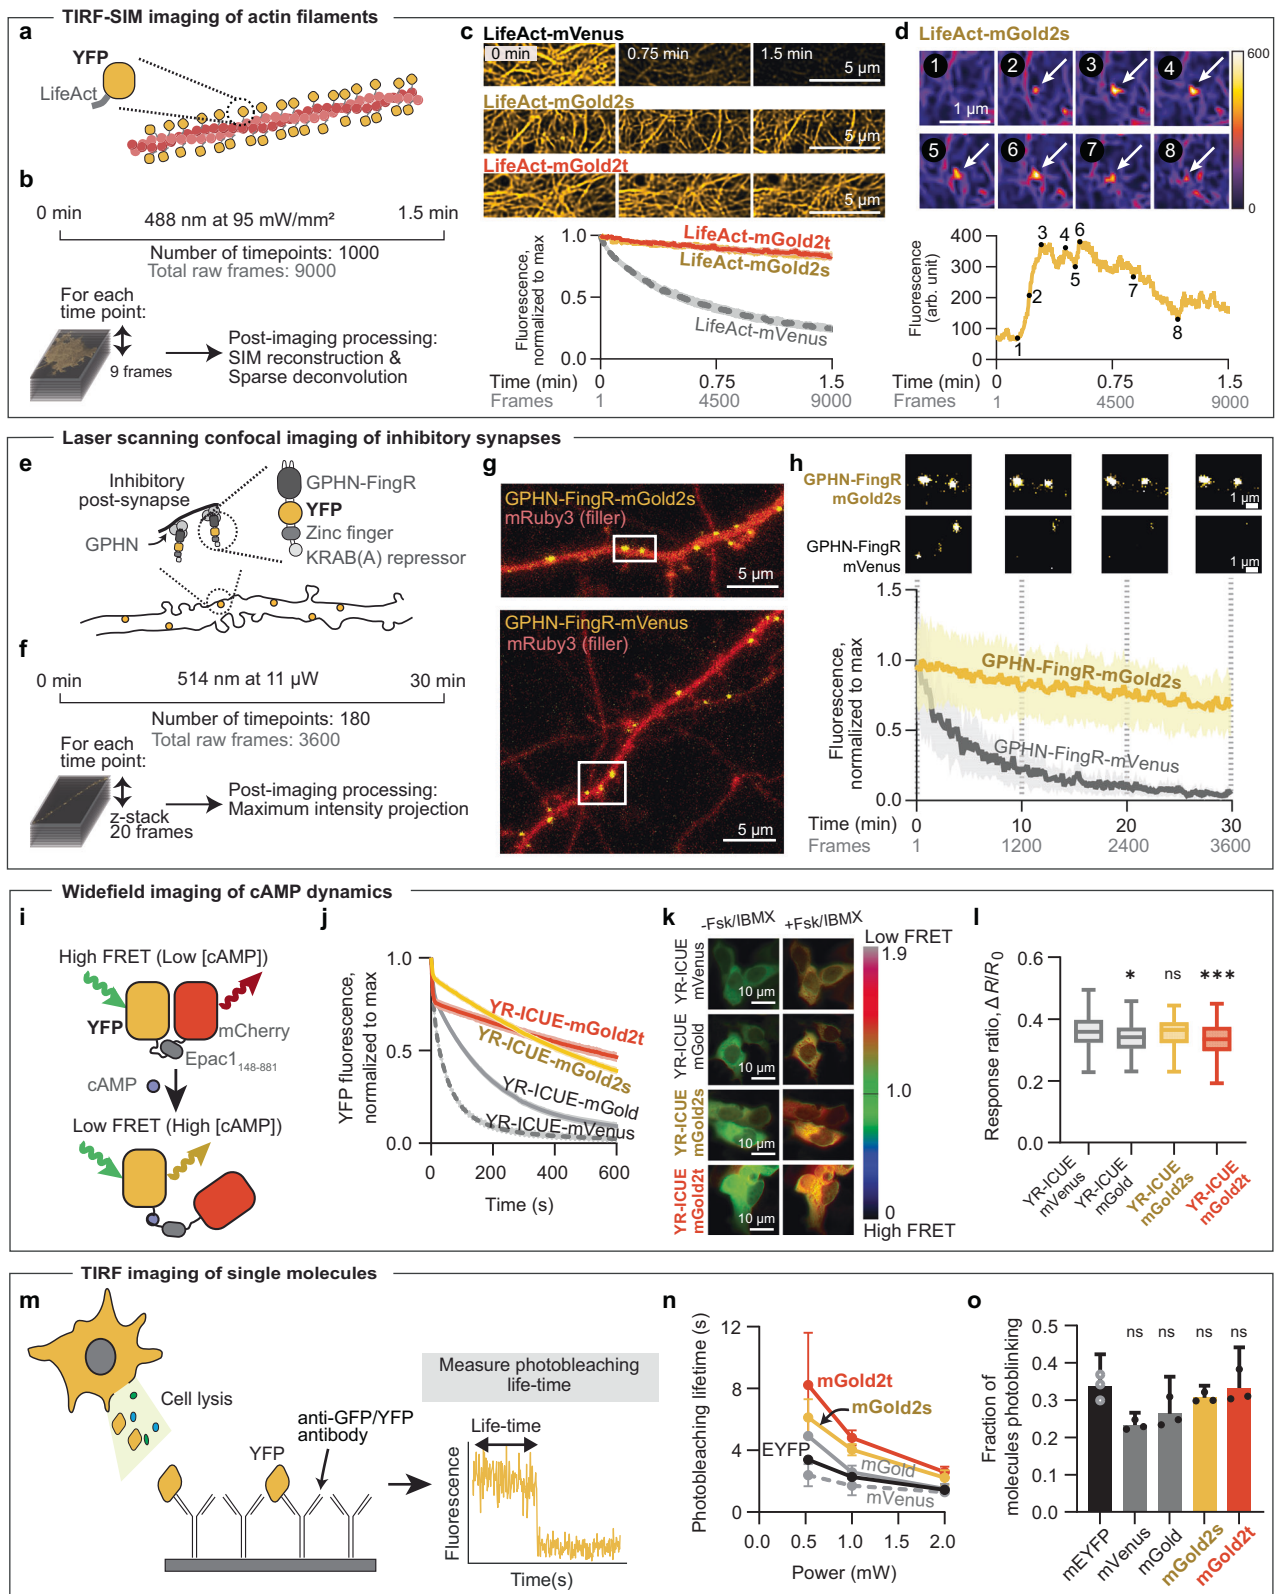 TIRF-SIM imaging of actin filaments
a
YFP
LifeAct
b
0 min
1.5 min
488 nm at 95 mW/mm²
Number of timepoints: 1000
Total raw frames: 9000
For each
time point:
9 frames
Post-imaging processing:
SIM reconstruction &
Sparse deconvolution
c
LifeAct-mVenus
0 min
0.75 min
1.5 min
5 µm
LifeAct-mGold2s
5 µm
LifeAct-mGold2t
5 µm
Fluorescence,
normalized to max
1.0
0.5
0.0
LifeAct-mGold2t
LifeAct-mGold2s
LifeAct-mVenus
Time (min) 0 0.75 1.5
Frames 1 4500 9000
d
LifeAct-mGold2s
1 2 3 4
1 µm
5 6 7 8
600
0
Fluorescence
(arb. unit)
400
300
200
100
0
1 2 3 4 5 6 7 8
Time (min) 0 0.75 1.5
Frames 1 4500 9000
Laser scanning confocal imaging of inhibitory synapses
e
Inhibitory
post-synapse
GPHN
GPHN-FingR
YFP
Zinc finger
KRAB(A) repressor
f
0 min
30 min
514 nm at 11 µW
Number of timepoints: 180
Total raw frames: 3600
For each
time point:
z-stack
20 frames
Post-imaging processing:
Maximum intensity projection
g
GPHN-FingR-mGold2s
mRuby3 (filler)
5 µm
GPHN-FingR-mVenus
mRuby3 (filler)
5 µm
h
GPHN-FingR
mGold2s
1 µm
GPHN-FingR
mVenus
1 µm
Fluorescence,
normalized to max
1.5
1.0
0.5
0.0
GPHN-FingR-mGold2s
GPHN-FingR-mVenus
Time (min) 0 10 20 30
Frames 1 1200 2400 3600
Widefield imaging of cAMP dynamics
i
High FRET (Low [cAMP])
YFP
mCherry
Epac1148-881
cAMP
Low FRET (High [cAMP])
j
YFP fluorescence,
normalized to max
1.0
0.5
0.0
YR-ICUE-mGold2t
YR-ICUE-mGold2s
YR-ICUE-mGold
YR-ICUE-mVenus
0 200 400 600
Time (s)
k
-Fsk/IBMX
+Fsk/IBMX
YR-ICUE
mVenus
10 µm
YR-ICUE
mGold
10 µm
YR-ICUE
mGold2s
10 µm
YR-ICUE
mGold2t
10 µm
Low FRET
1.9
1.0
0
High FRET
l
Response ratio, ΔR/R0
0.6
0.4
0.2
0.0
* ns ***
YR-ICUE
mVenus
YR-ICUE
mGold
YR-ICUE
mGold2s
YR-ICUE
mGold2t
TIRF imaging of single molecules
m
Cell lysis
YFP
anti-GFP/YFP
antibody
Measure photobleaching
life-time
Life-time
Fluorescence
Time(s)
n
Photobleaching lifetime (s)
12
8
4
0
mGold2t
mGold2s
EYFP
mGold
mVenus
0.0 0.5 1.0 1.5 2.0
Power (mW)
o
Fraction of
molecules photoblinking
0.5
0.4
0.3
0.2
0.1
0.0
ns ns ns ns
mEYFP
mVenus
mGold
mGold2s
mGold2t